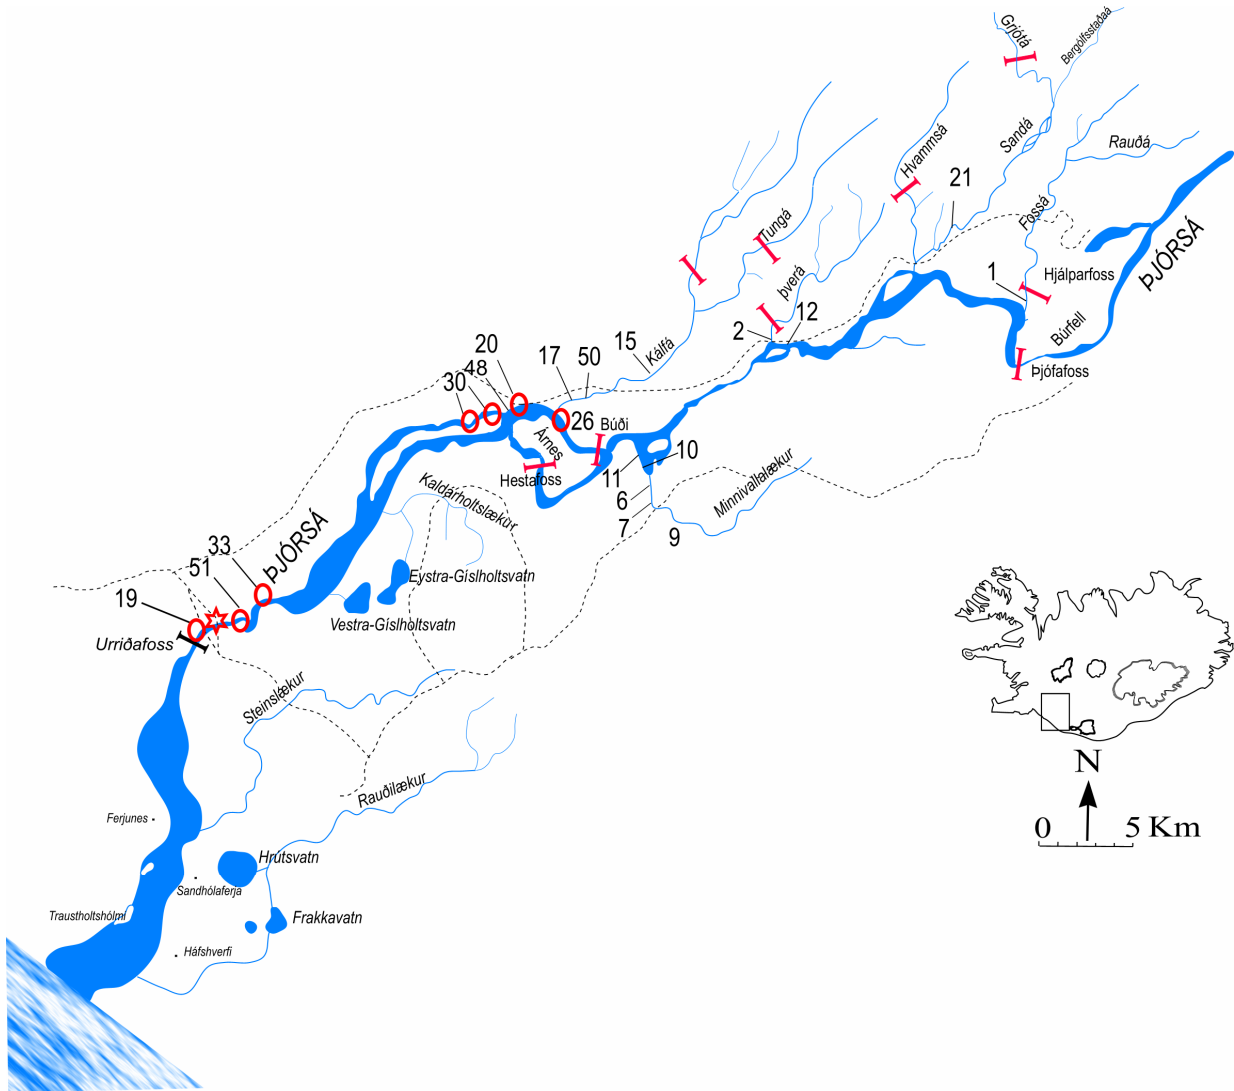 Grjótá
Bergólfsstaðaá
Sandá
Hvammsá
Rauðá
21
Fossá
Tungá
ÞJÓRSÁ
Hjálparfoss
1
þverá
Búrfell
12
2
Þjófafoss
Kálfá
15
50
17
20
48
30
26
Búði
Árnes
10
11
Hestafoss
6
Minnivallalækur
7
9
Kaldárholtslækur
ÞJÓRSÁ
33
51
19
Eystra-Gíslholtsvatn
Vestra-Gíslholtsvatn
Urriðafoss
Steinslækur
Rauðilækur
N
0 5 Km
Ferjunes
Hrútsvatn
Sandhólaferja
Traustholtshólmi
Frakkavatn
Háfshverfi